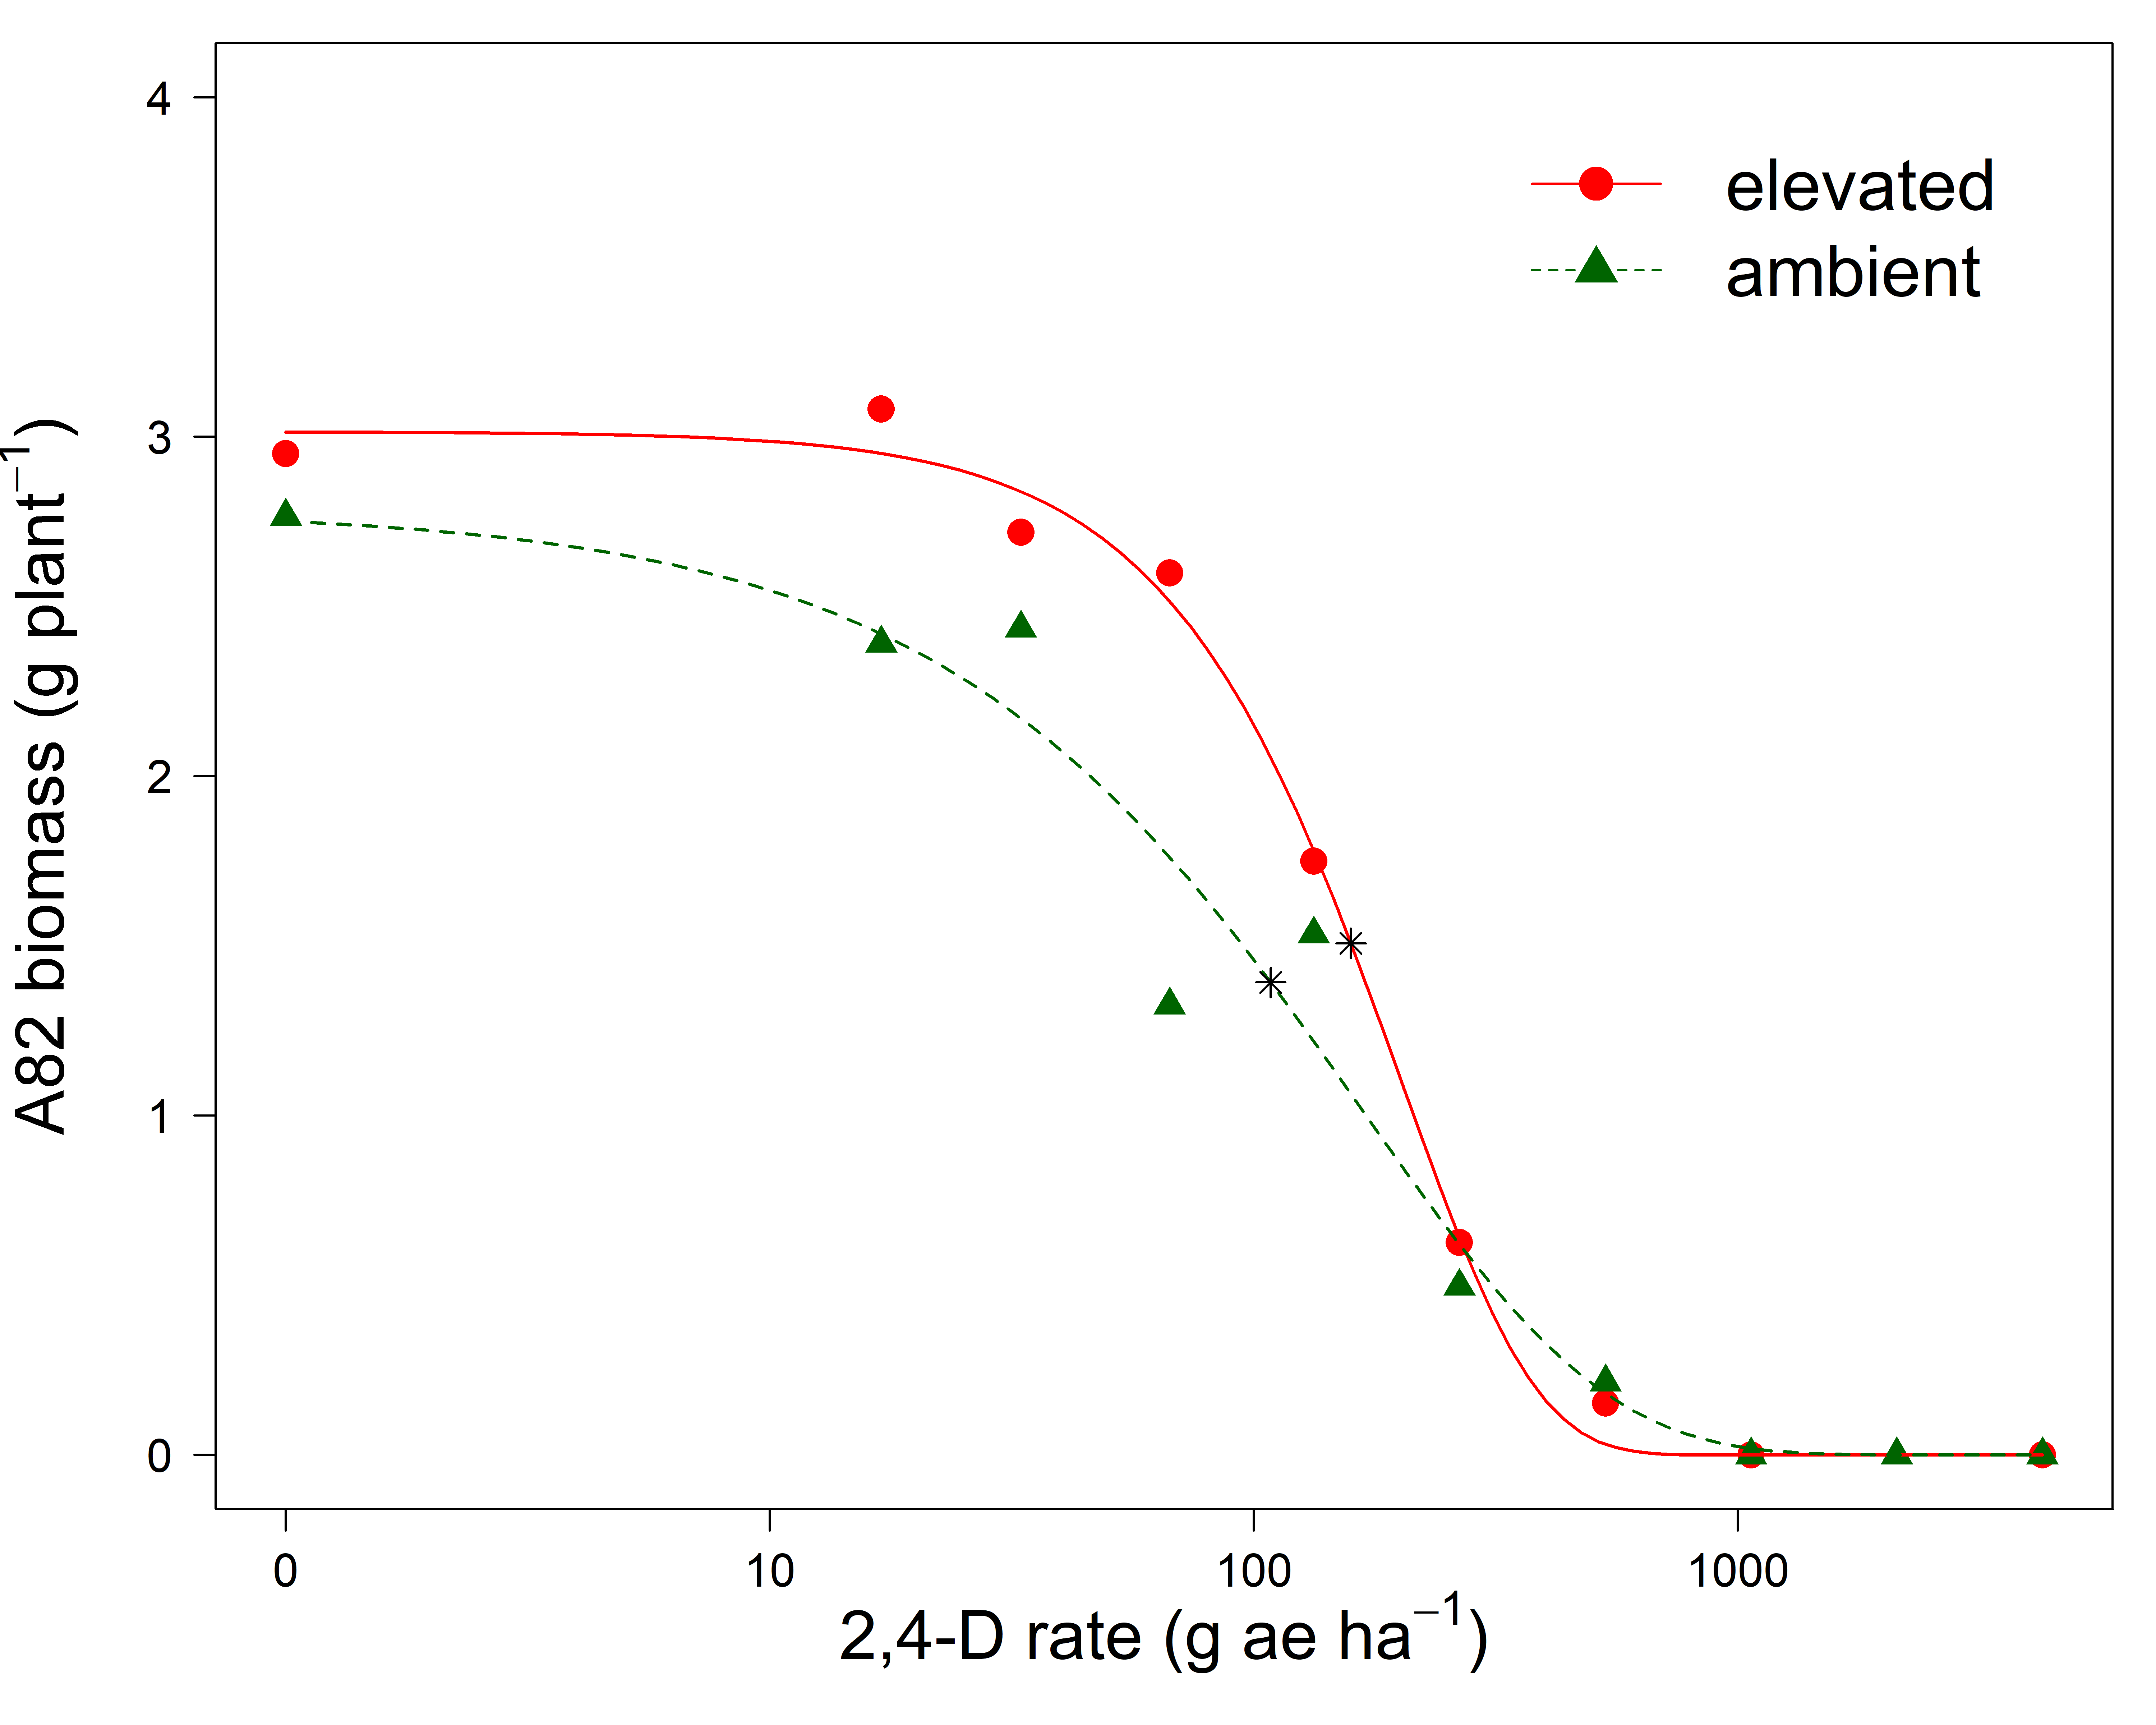 4
3
2
1
0
A82 biomass (g plant⁻¹)
elevated
ambient
0 10 100 1000
2,4-D rate (g ae ha⁻¹)